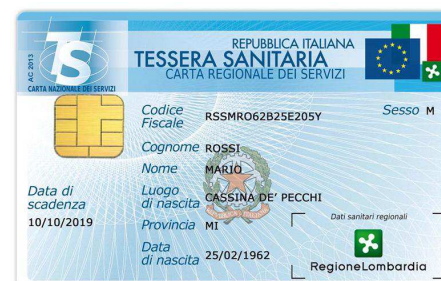 AC 2013
TS
CARTA NAZIONALE DEI SERVIZI
REPUBBLICA ITALIANA
TESSERA SANITARIA
CARTA REGIONALE DEI SERVIZI
Codice Fiscale RSSMRO62B25E205Y
Sesso M
Cognome ROSSI
Nome MARIO
Luogo di nascita CASSINA DE' PECCHI
Provincia MI
Data di nascita 25/02/1962
Data di scadenza
10/10/2019
Dati sanitari regionali
RegioneLombardia